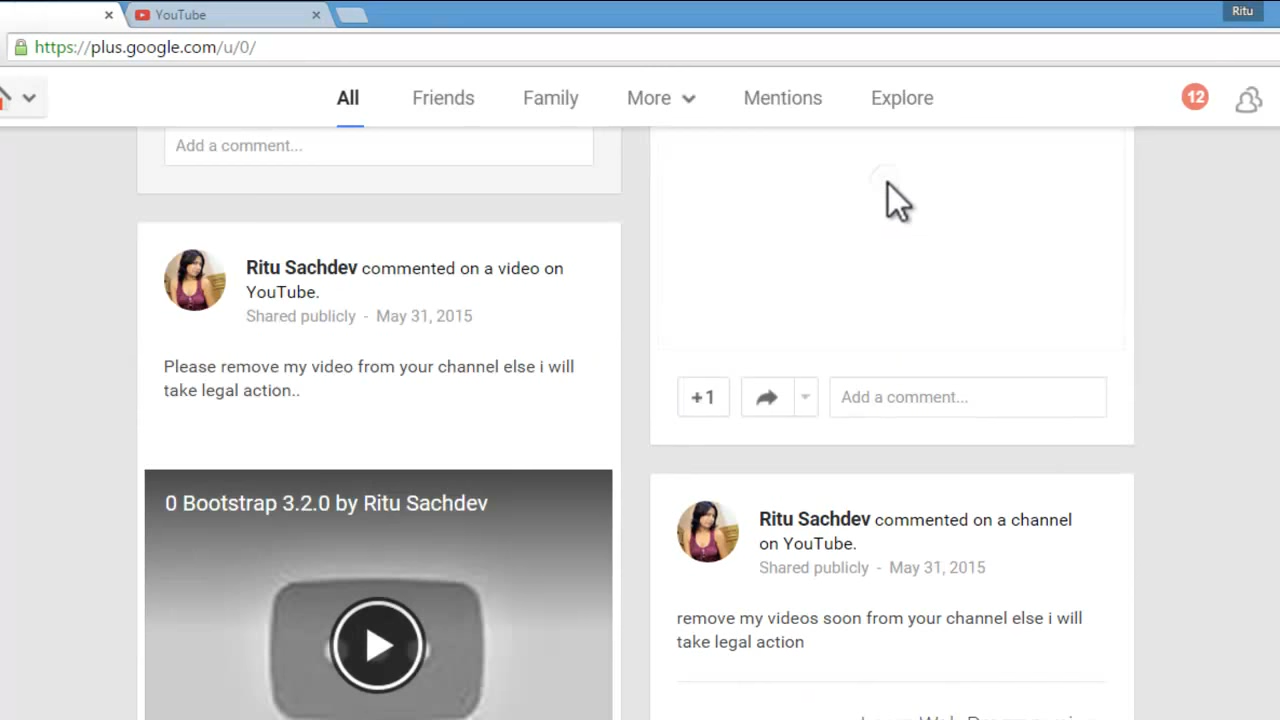 YouTube
Ritu
https://plus.google.com/u/0/
All Friends Family More Mentions Explore 12
Add a comment...
Ritu Sachdev commented on a video on
YouTube.
Shared publicly - May 31, 2015
Please remove my video from your channel else i will
take legal action..
0 Bootstrap 3.2.0 by Ritu Sachdev
+1 Add a comment...
Ritu Sachdev commented on a channel
on YouTube.
Shared publicly - May 31, 2015
remove my videos soon from your channel else i will
take legal action